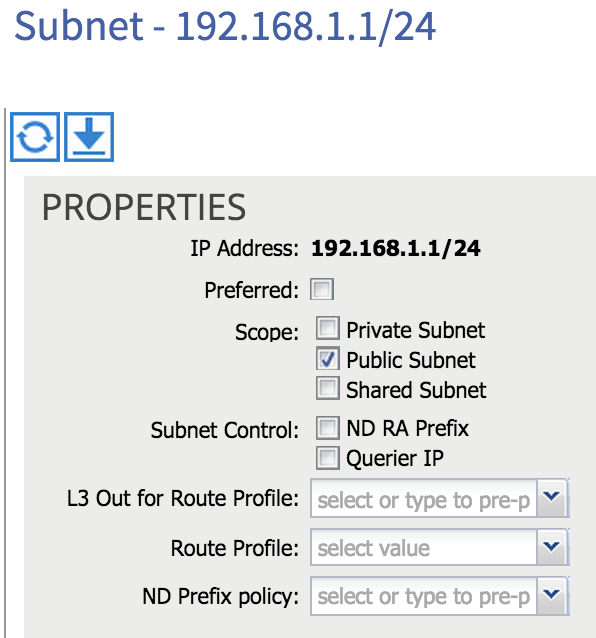 Subnet - 192.168.1.1/24
PROPERTIES
IP Address: 192.168.1.1/24
Preferred:
Scope: Private Subnet
Public Subnet
Shared Subnet
Subnet Control: ND RA Prefix
Querier IP
L3 Out for Route Profile: select or type to pre-p
Route Profile: select value
ND Prefix policy: select or type to pre-p